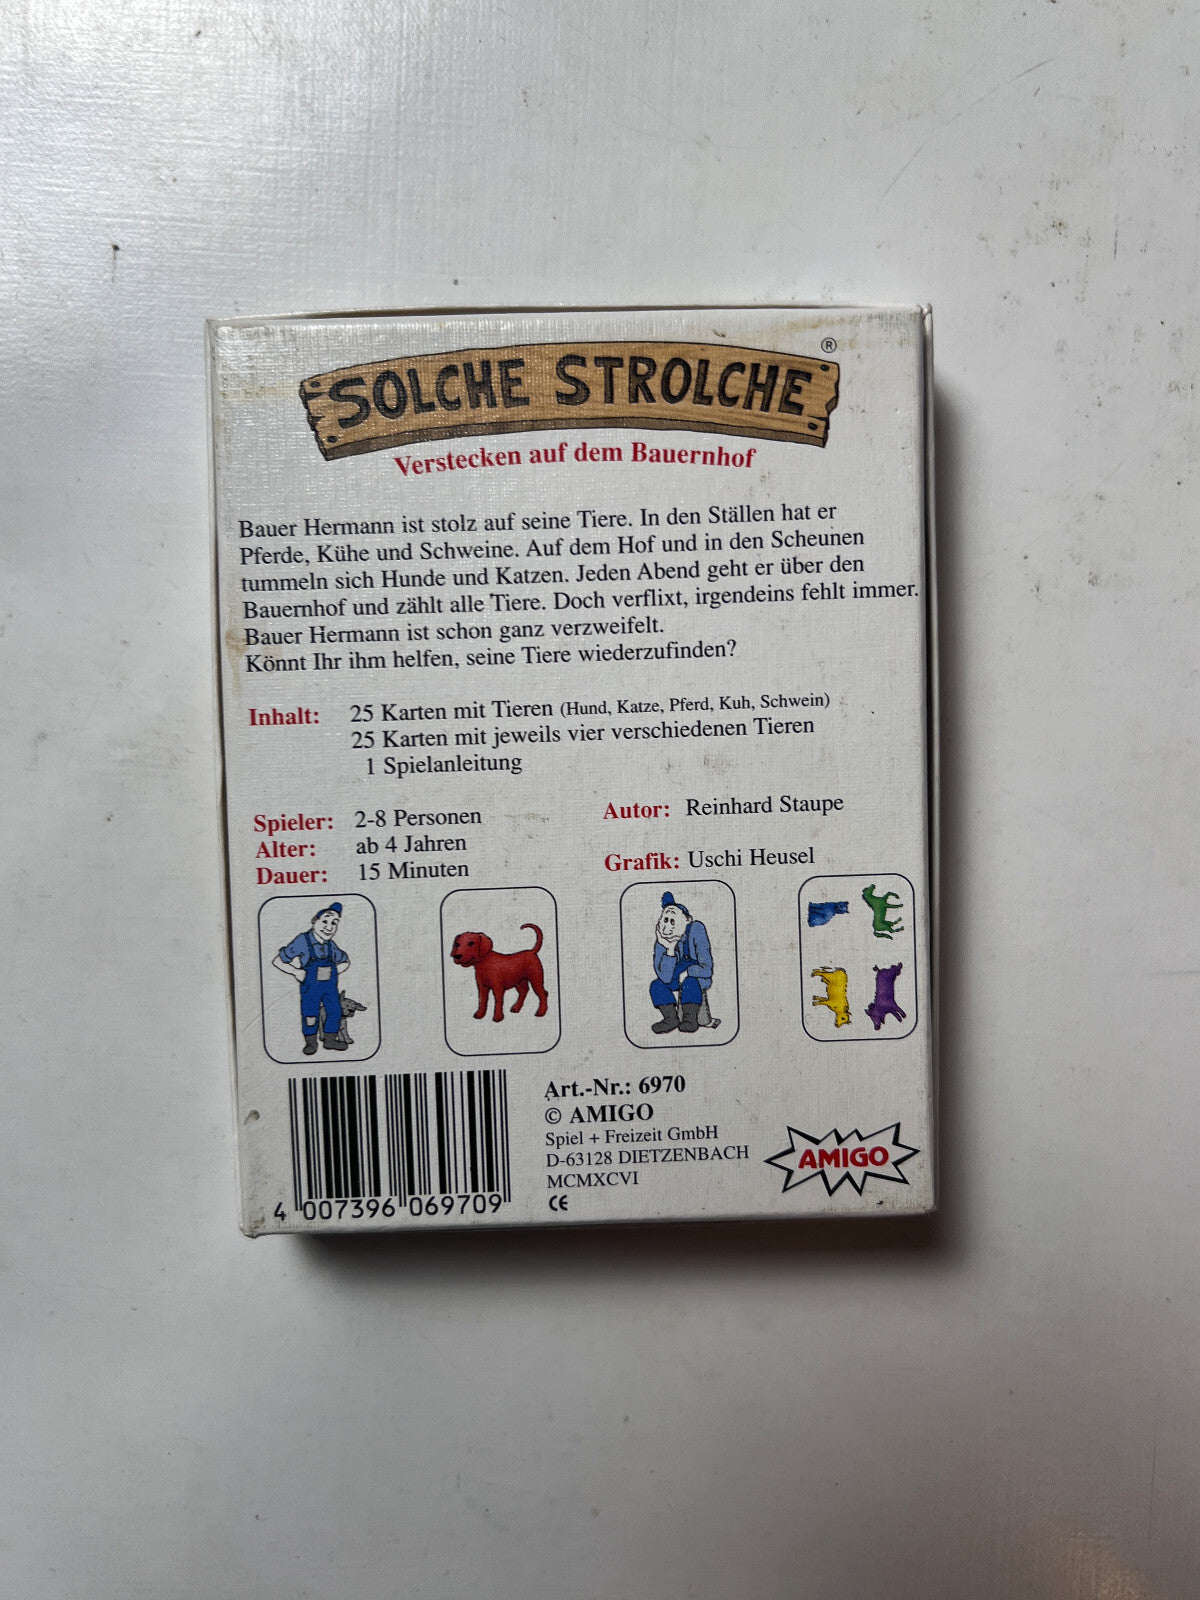 SOLCHE STROLCHE ®
Verstecken auf dem Bauernhof
Bauer Hermann ist stolz auf seine Tiere. In den Ställen hat er
Pferde, Kühe und Schweine. Auf dem Hof und in den Scheunen
tummeln sich Hunde und Katzen. Jeden Abend geht er über den
Bauernhof und zählt alle Tiere. Doch verflixt, irgendeins fehlt immer.
Bauer Hermann ist schon ganz verzweifelt.
Könnt Ihr ihm helfen, seine Tiere wiederzufinden?
Inhalt: 25 Karten mit Tieren (Hund, Katze, Pferd, Kuh, Schwein)
25 Karten mit jeweils vier verschiedenen Tieren
1 Spielanleitung
Spieler: 2-8 Personen
Alter: ab 4 Jahren
Dauer: 15 Minuten
Autor: Reinhard Staupe
Grafik: Uschi Heusel
Art.-Nr.: 6970
© AMIGO
Spiel + Freizeit GmbH
D-63128 DIETZENBACH
MCMXCVI
CE
AMIGO
4 007396 069709